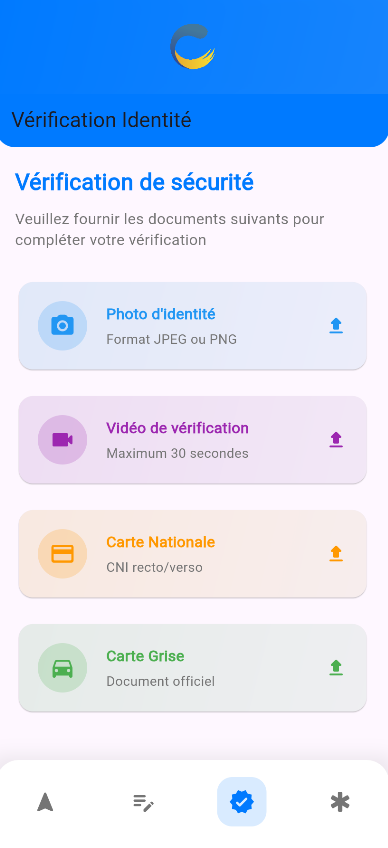 Vérification Identité
Vérification de sécurité
Veuillez fournir les documents suivants pour
compléter votre vérification
Photo d'identité
Format JPEG ou PNG
Vidéo de vérification
Maximum 30 secondes
Carte Nationale
CNI recto/verso
Carte Grise
Document officiel